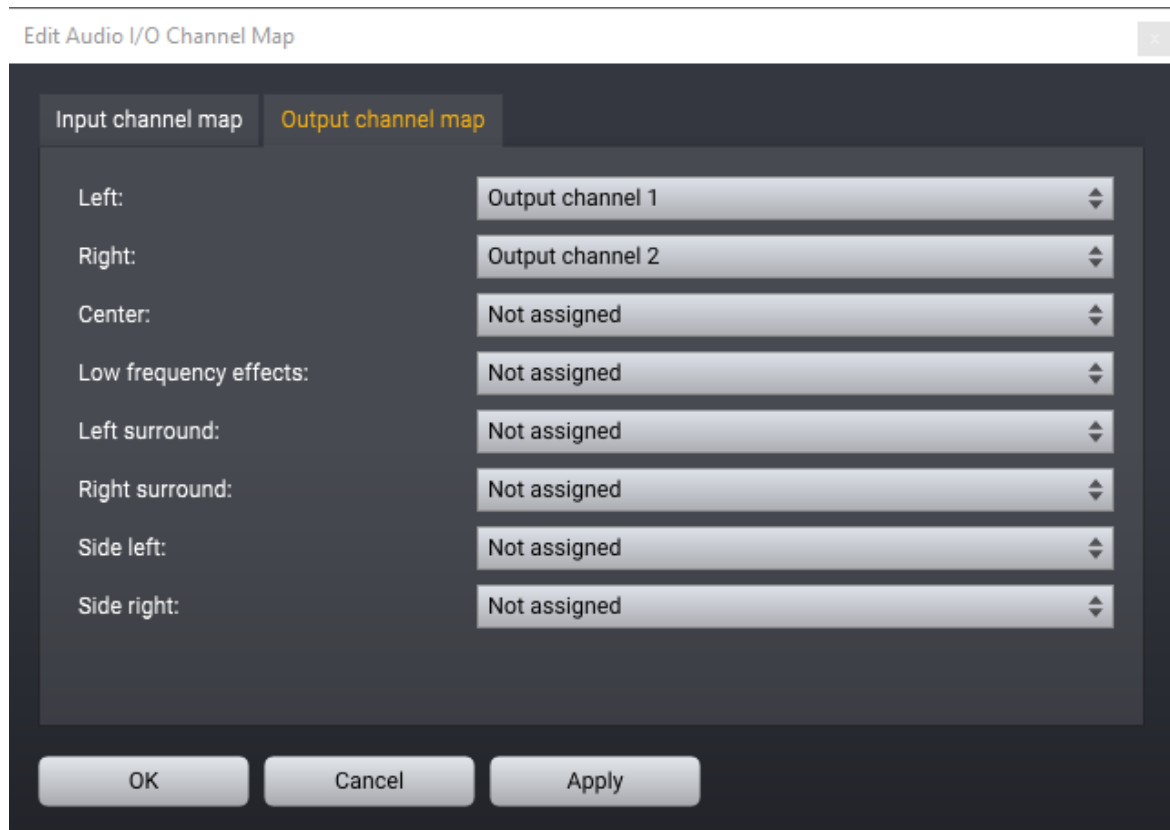 Edit Audio I/O Channel Map
x
Input channel map Output channel map
Left: Output channel 1
Right: Output channel 2
Center: Not assigned
Low frequency effects: Not assigned
Left surround: Not assigned
Right surround: Not assigned
Side left: Not assigned
Side right: Not assigned
OK Cancel Apply